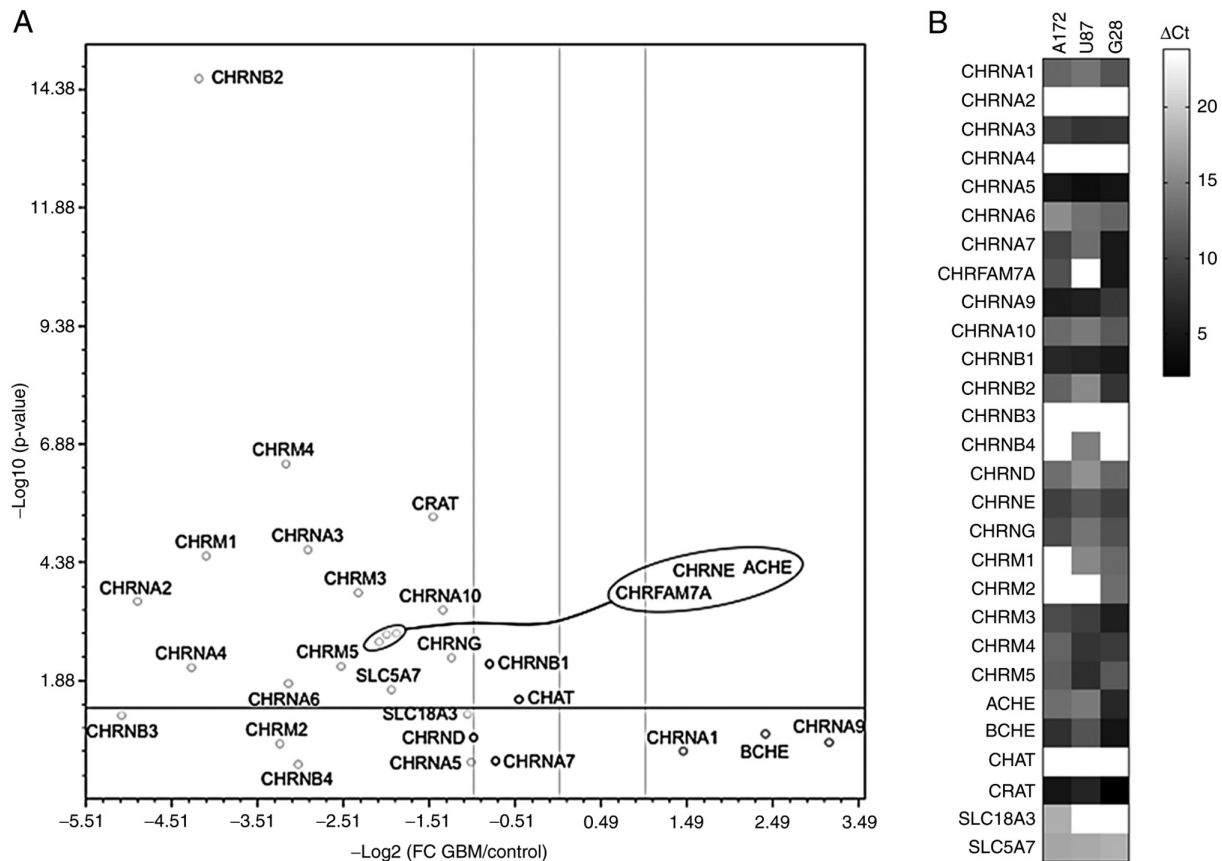 A
CHRNB2
14.38
11.88
9.38
6.88
4.38
1.88
−Log10 (p-value)
CHRM4
CRAT
CHRM1
CHRNA3
CHRNA2
CHRM3
CHRNA10
CHRNE ACHE
CHRFAM7A
CHRNA4
CHRM5
CHRNG
CHRNB1
SLC5A7
CHRNA6
CHAT
CHRNB3
SLC18A3
CHRM2
CHRND
CHRNB4
CHRNA5
CHRNA7
CHRNA1
BCHE
CHRNA9
−5.51 −4.51 −3.51 −2.51 −1.51 −0.51 0.49 1.49 2.49 3.49
−Log2 (FC GBM/control)
B
A172 U87 G28
ΔCt
20
15
10
5
CHRNA1
CHRNA2
CHRNA3
CHRNA4
CHRNA5
CHRNA6
CHRNA7
CHRFAM7A
CHRNA9
CHRNA10
CHRNB1
CHRNB2
CHRNB3
CHRNB4
CHRND
CHRNE
CHRNG
CHRM1
CHRM2
CHRM3
CHRM4
CHRM5
ACHE
BCHE
CHAT
CRAT
SLC18A3
SLC5A7